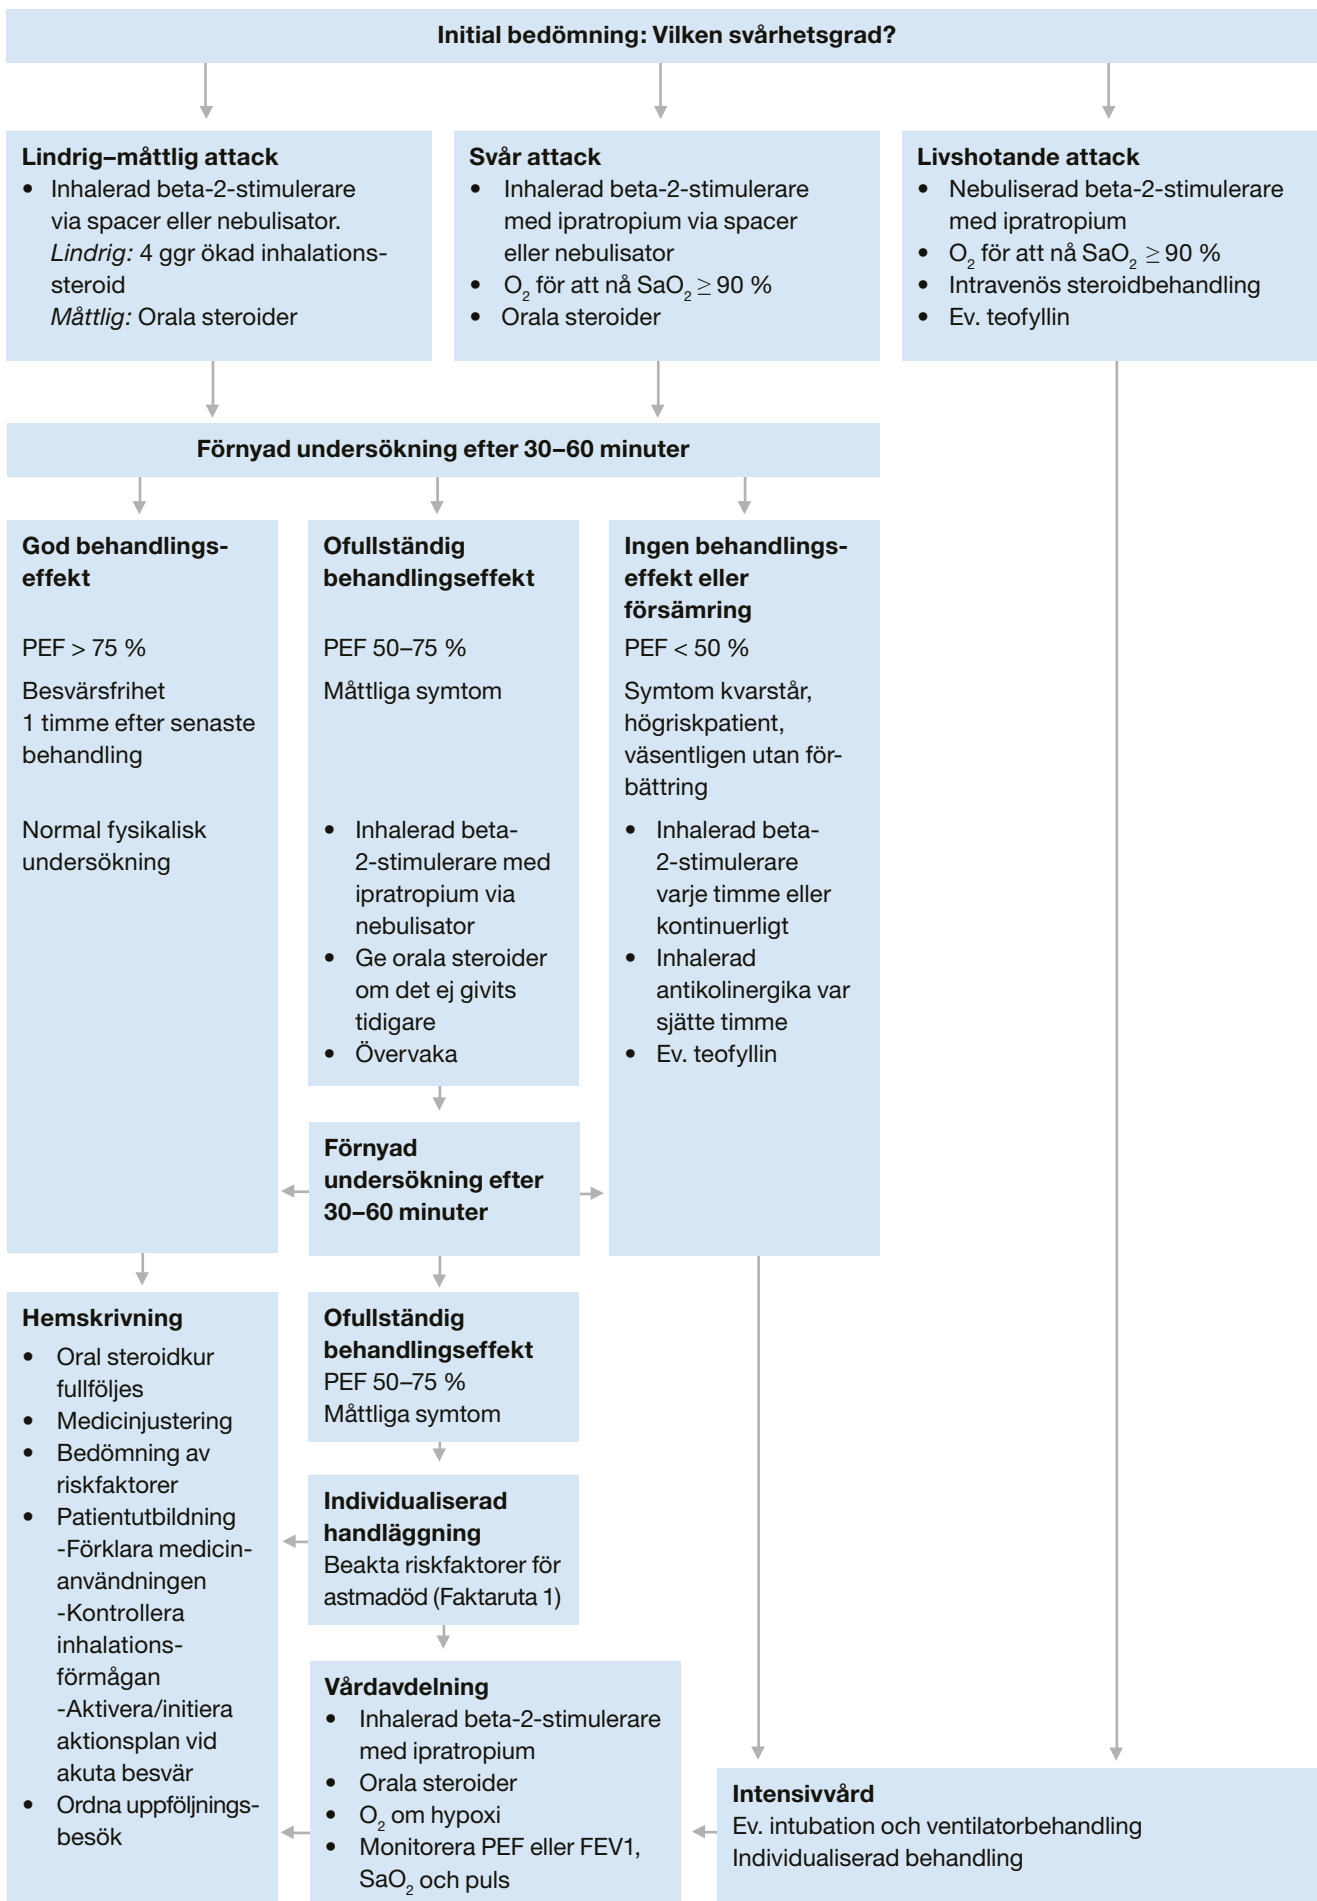 Initial bedömning: Vilken svårhetsgrad?
Lindrig–måttlig attack
• Inhalerad beta-2-stimulerare
via spacer eller nebulisator.
Lindrig: 4 ggr ökad inhalations-
steroid
Måttlig: Orala steroider
Svår attack
• Inhalerad beta-2-stimulerare
med ipratropium via spacer
eller nebulisator
• O₂ för att nå SaO₂ ≥ 90 %
• Orala steroider
Livshotande attack
• Nebuliserad beta-2-stimulerare
med ipratropium
• O₂ för att nå SaO₂ ≥ 90 %
• Intravenös steroidbehandling
• Ev. teofyllin
Förnyad undersökning efter 30–60 minuter
God behandlings-
effekt
PEF > 75 %
Besvärsfrihet
1 timme efter senaste
behandling
Normal fysikalisk
undersökning
Ofullständig
behandlingseffekt
PEF 50–75 %
Måttliga symtom
• Inhalerad beta-
2-stimulerare med
ipratropium via
nebulisator
• Ge orala steroider
om det ej givits
tidigare
• Övervaka
Ingen behandlings-
effekt eller
försämring
PEF < 50 %
Symtom kvarstår,
högriskpatient,
väsentligen utan för-
bättring
• Inhalerad beta-
2-stimulerare
varje timme eller
kontinuerligt
• Inhalerad
antikolinergika var
sjätte timme
• Ev. teofyllin
Förnyad
undersökning efter
30–60 minuter
Hemskrivning
• Oral steroidkur
fullföljes
• Medicinjustering
• Bedömning av
riskfaktorer
• Patientutbildning
-Förklara medicin-
användningen
-Kontrollera
inhalations-
förmågan
-Aktivera/initiera
aktionsplan vid
akuta besvär
• Ordna uppföljnings-
besök
Ofullständig
behandlingseffekt
PEF 50–75 %
Måttliga symtom
Individualiserad
handläggning
Beakta riskfaktorer för
astmadöd (Faktaruta 1)
Vårdavdelning
• Inhalerad beta-2-stimulerare
med ipratropium
• Orala steroider
• O₂ om hypoxi
• Monitorera PEF eller FEV1,
SaO₂ och puls
Intensivvård
Ev. intubation och ventilatorbehandling
Individualiserad behandling